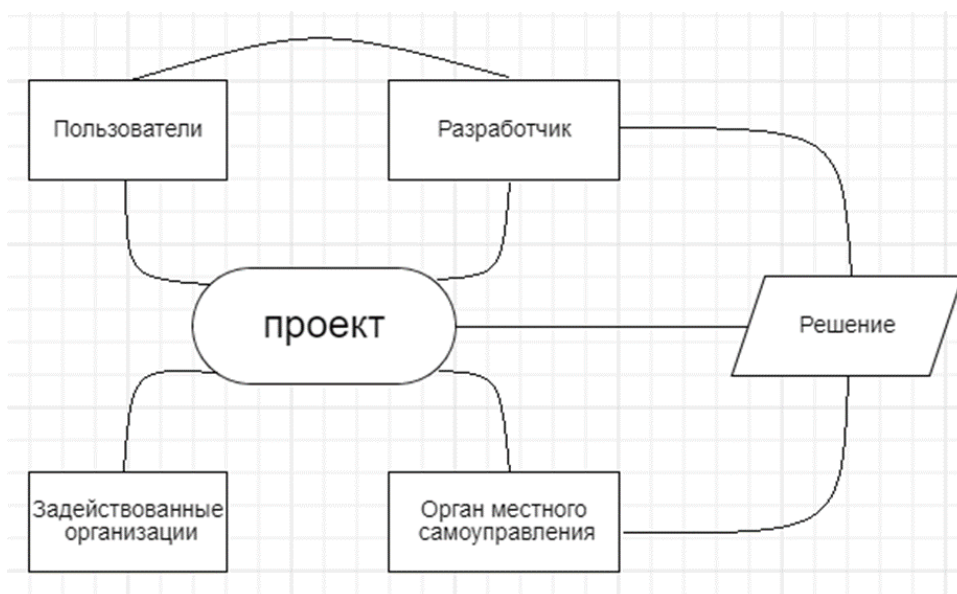 Пользователи
Разработчик
проект
Решение
Задействованные
организации
Орган местного
самоуправления